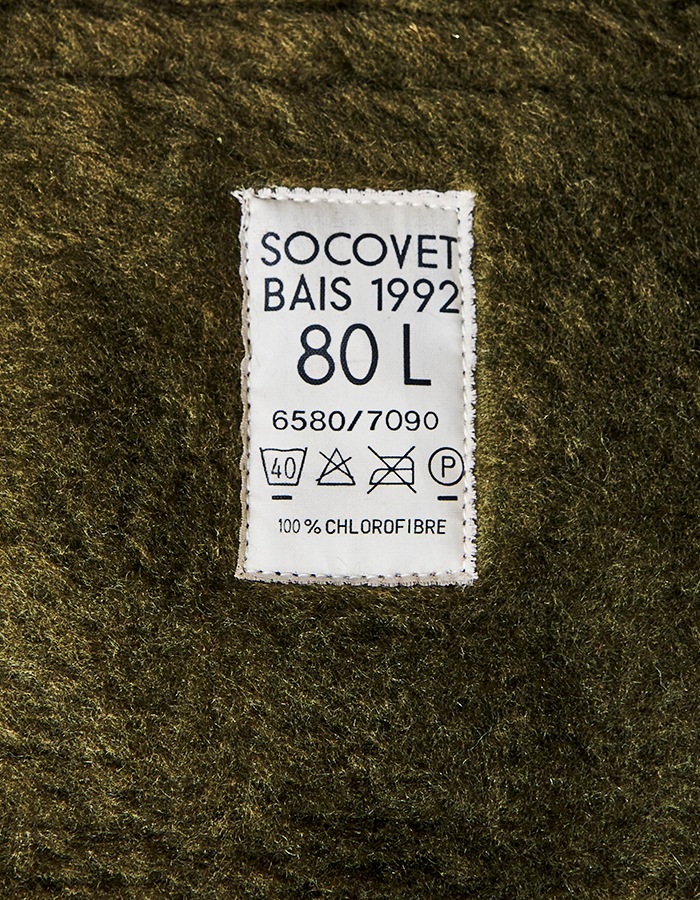 SOCOVET
BAIS 1992
80 L
6580/7090
40 P
100 % CHLOROFIBRE